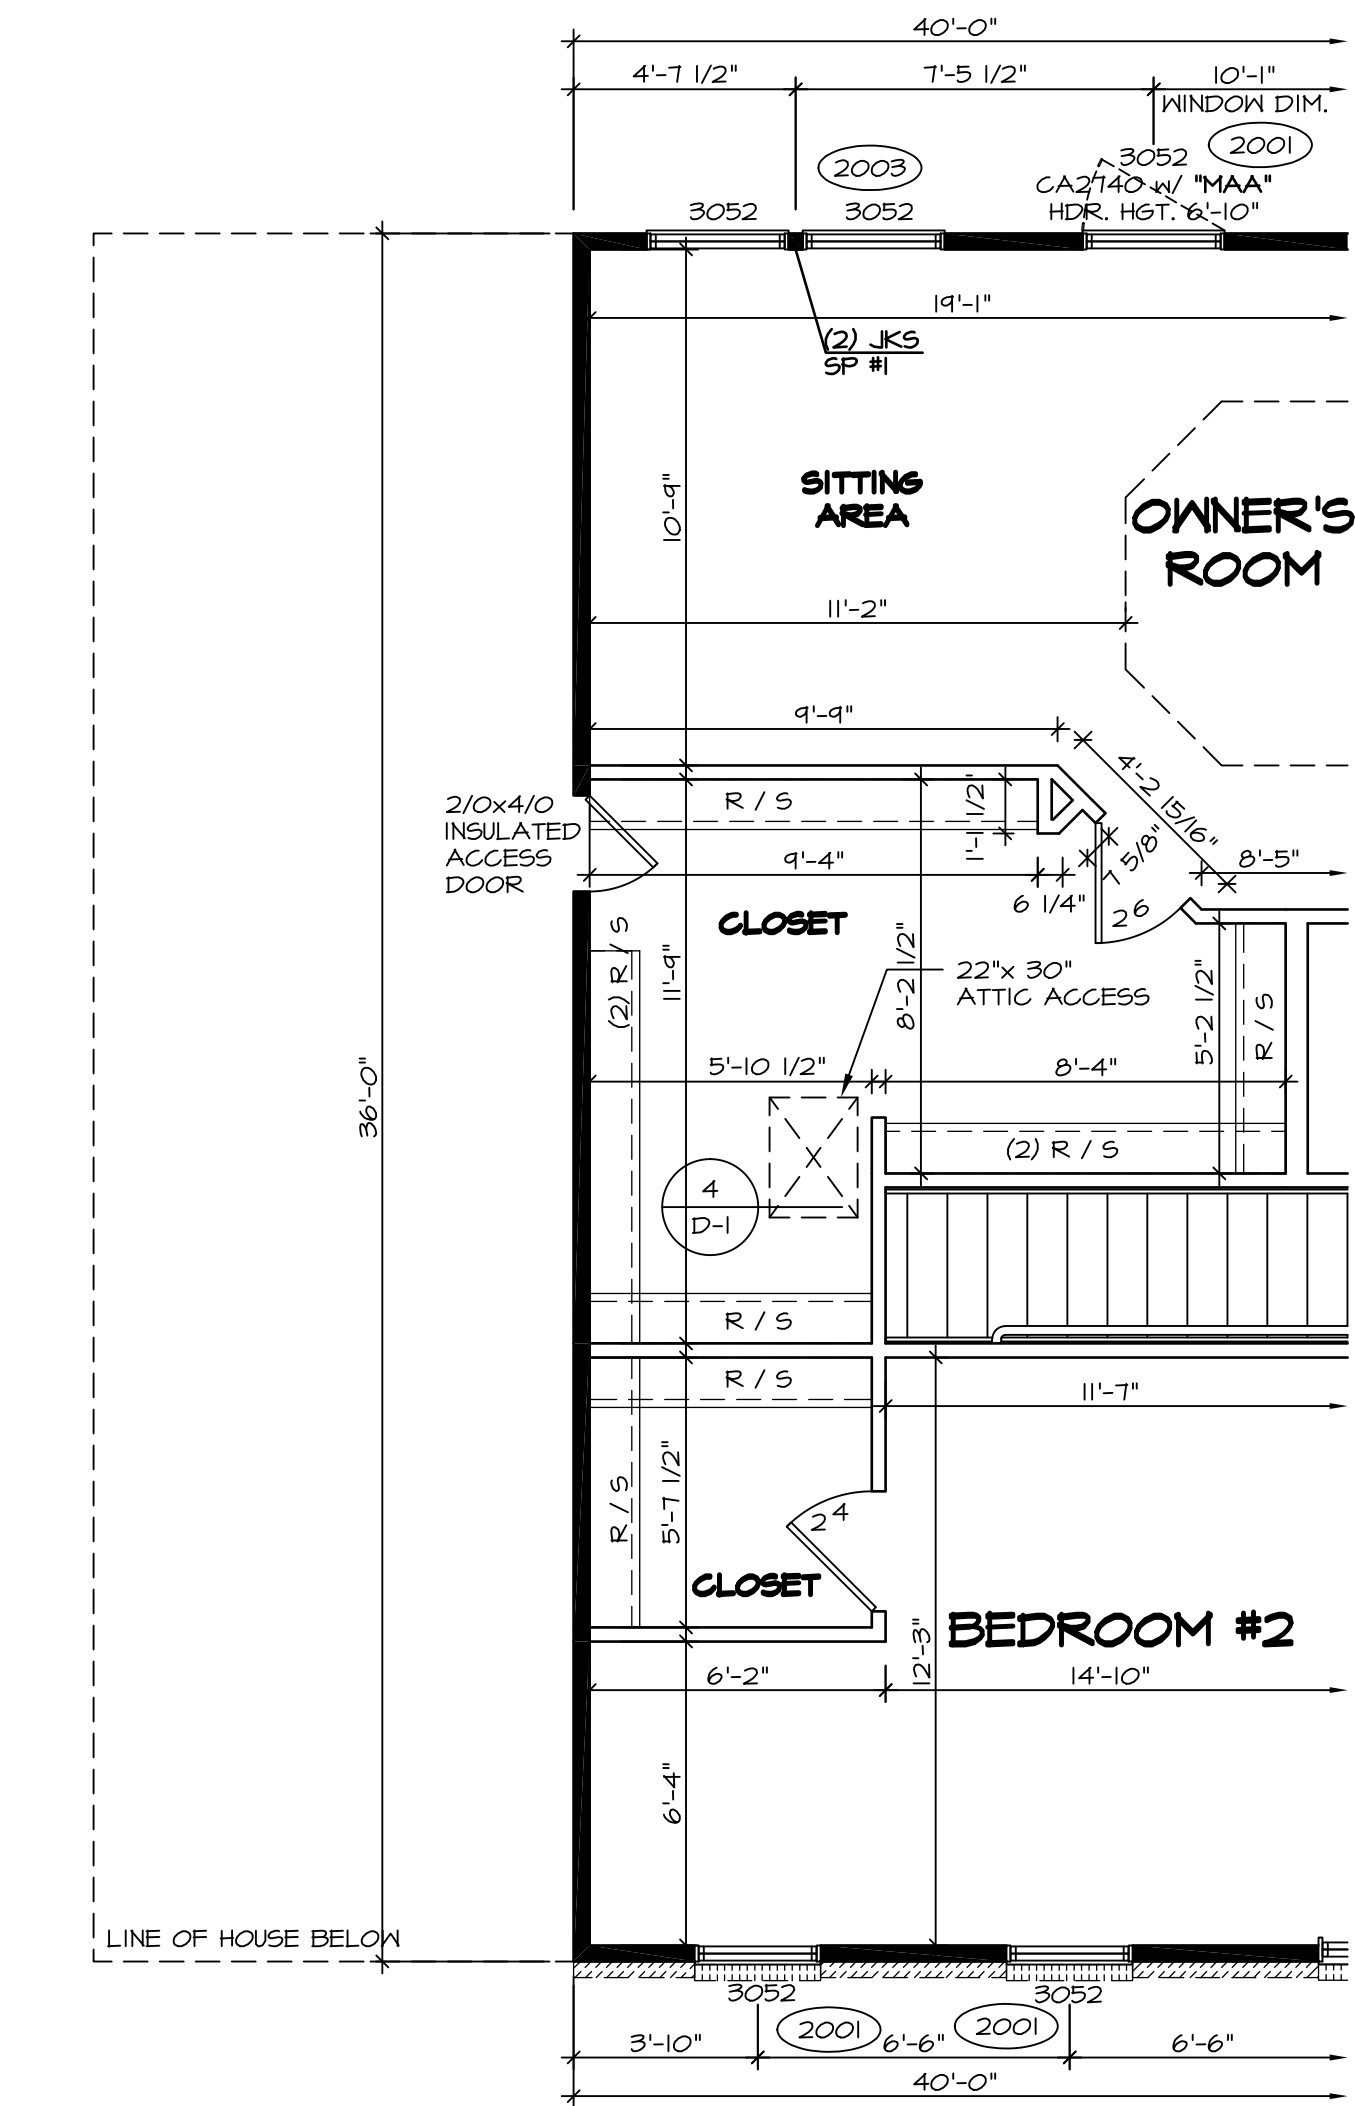 40'-0"
4'-7 1/2"
7'-5 1/2"
10'-1"
WINDOW DIM.
2003
3052
2001
CA2740 w/ "MAA"
3052
3052
HDR. HGT. 6'-10"
19'-1"
(2) JKS
SP #1
SITTING
AREA
10'-9"
OWNER'S
ROOM
11'-2"
9'-9"
4'-2 15/16"
2/0x4/0
INSULATED
ACCESS
DOOR
R / S
1'-1 1/2"
7 5/8"
9'-4"
8'-5"
6 1/4"
2 6
CLOSET
(2) R / S
11'-9"
8'-2 1/2"
22"x 30"
ATTIC ACCESS
5'-2 1/2"
R / S
36'-0"
5'-10 1/2"
8'-4"
(2) R / S
4
D-1
R / S
R / S
11'-7"
R / S
5'-7 1/2"
2 4
CLOSET
BEDROOM #2
12'-3"
6'-2"
14'-10"
6'-4"
LINE OF HOUSE BELOW
3052
3052
2001
2001
3'-10"
6'-6"
6'-6"
40'-0"